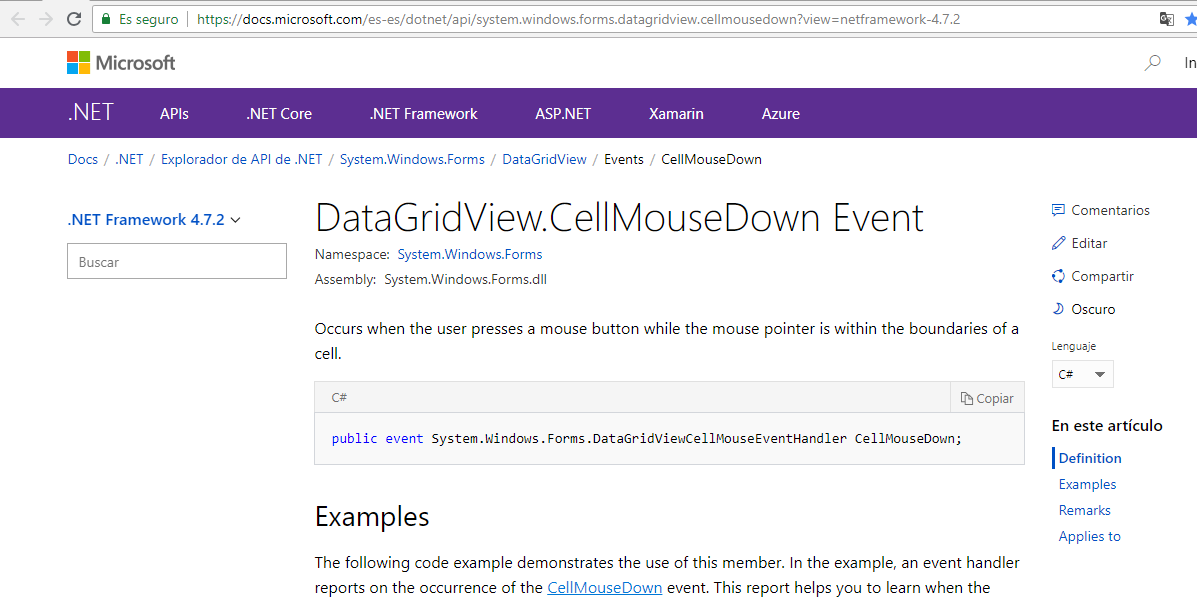 Es seguro | https://docs.microsoft.com/es-es/dotnet/api/system.windows.forms.datagridview.cellmousedown?view=netframework-4.7.2
Microsoft
In
.NET APIs .NET Core .NET Framework ASP.NET Xamarin Azure
Docs / .NET / Explorador de API de .NET / System.Windows.Forms / DataGridView / Events / CellMouseDown
.NET Framework 4.7.2
Buscar
DataGridView.CellMouseDown Event
Namespace: System.Windows.Forms
Assembly: System.Windows.Forms.dll
Occurs when the user presses a mouse button while the mouse pointer is within the boundaries of a
cell.
C# Copiar
public event System.Windows.Forms.DataGridViewCellMouseEventHandler CellMouseDown;
Examples
The following code example demonstrates the use of this member. In the example, an event handler
reports on the occurrence of the CellMouseDown event. This report helps you to learn when the
Comentarios
Editar
Compartir
Oscuro
Lenguaje
C#
En este artículo
Definition
Examples
Remarks
Applies to